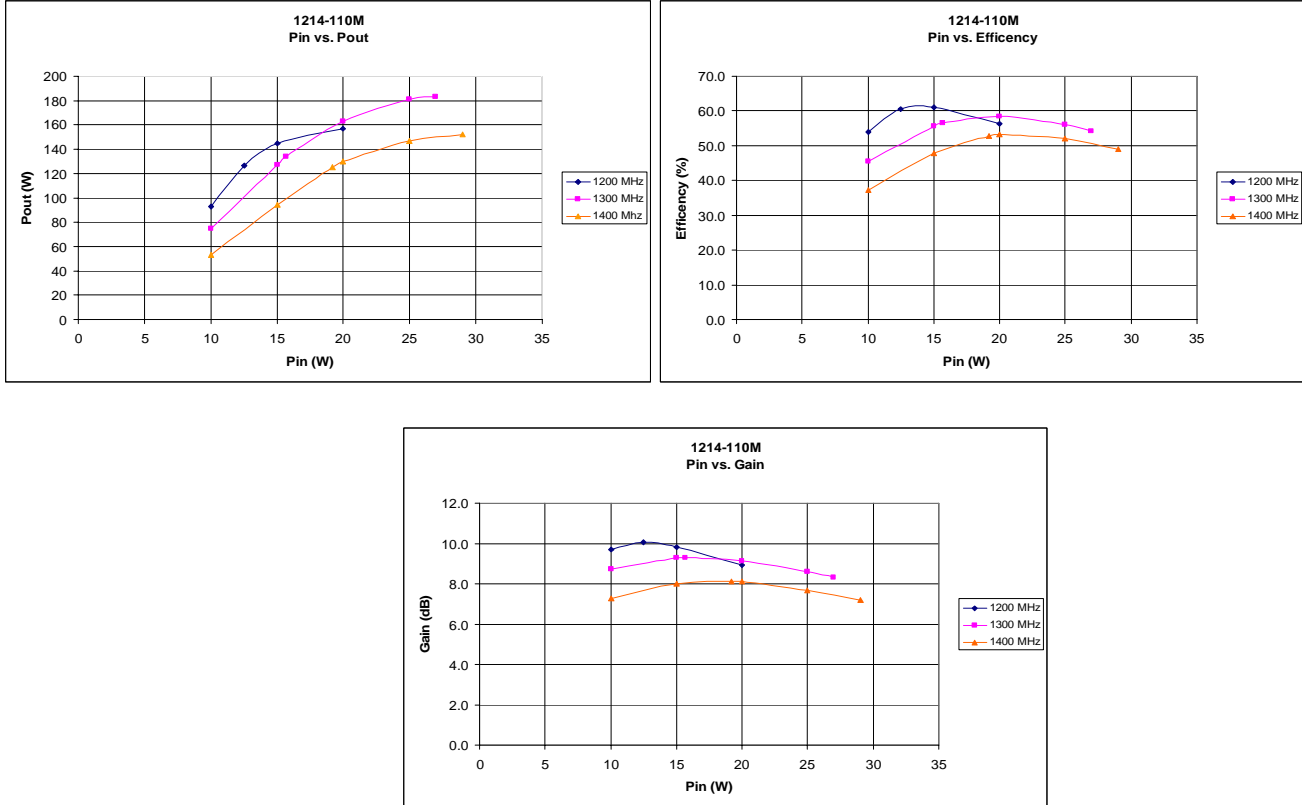 1214-110M
Pin vs. Pout
200
180
160
140
120
100
80
60
40
20
0
Pout (W)
0 5 10 15 20 25 30 35
Pin (W)
1200 MHz
1300 MHz
1400 Mhz
1214-110M
Pin vs. Efficency
70.0
60.0
50.0
40.0
30.0
20.0
10.0
0.0
Efficency (%)
0 5 10 15 20 25 30 35
Pin (W)
1200 MHz
1300 MHz
1400 MHz
1214-110M
Pin vs. Gain
12.0
10.0
8.0
6.0
4.0
2.0
0.0
Gain (dB)
0 5 10 15 20 25 30 35
Pin (W)
1200 MHz
1300 MHz
1400 MHz